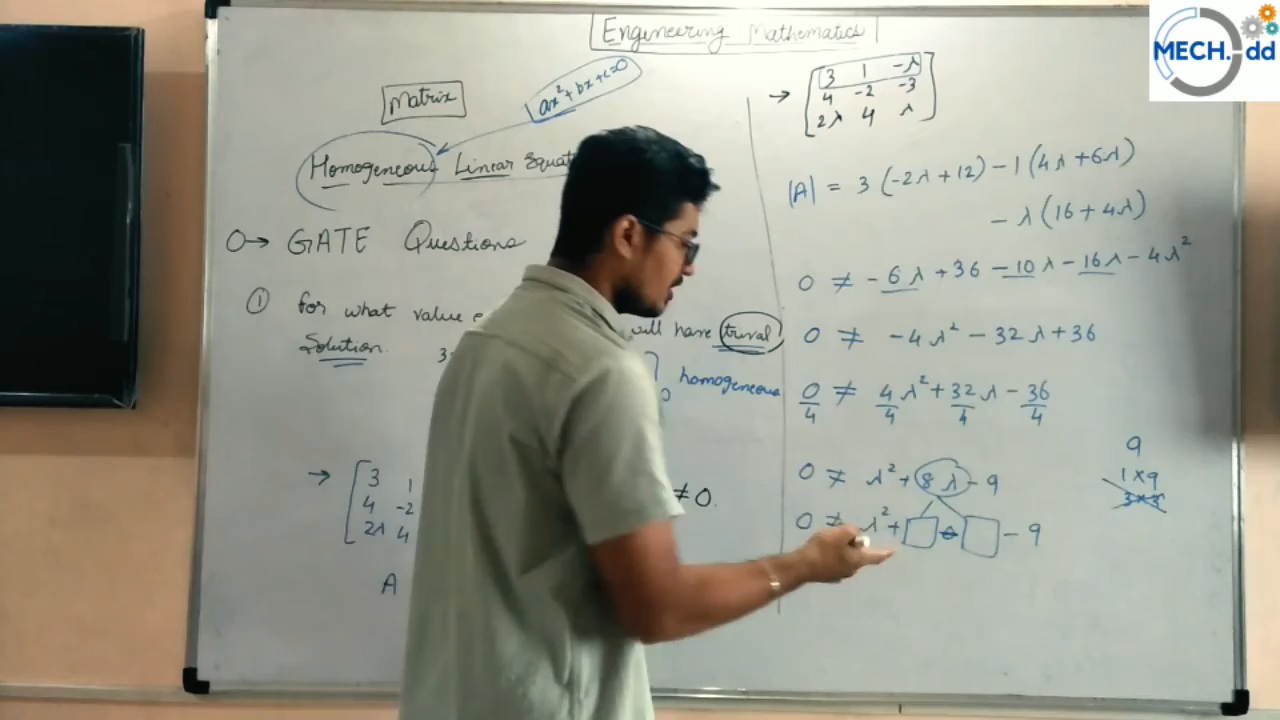 Engineering Mathematics
MECH.dd
Matrix
ax² + bx + c = 0
Homogeneous Linear
O→ GATE Questions
① for what value
will have trival
Solution.
homogeneous
→ [3 1
4 -2
2λ 4
≠ 0.
A
→ [3 1 -λ
4 -2 -3
2λ 4 λ]
|A| = 3 (-2λ + 12) - 1 (4λ + 6λ)
- λ (16 + 4λ)
0 ≠ - 6λ + 36 - 10λ - 16λ - 4λ²
0 ≠ -4λ² - 32λ + 36
0/4 ≠ 4/4 λ² + 32/4 λ - 36/4
0 ≠ λ² + 8λ - 9
0 ≠ λ² + □ □ - 9
9
1×9
3×3